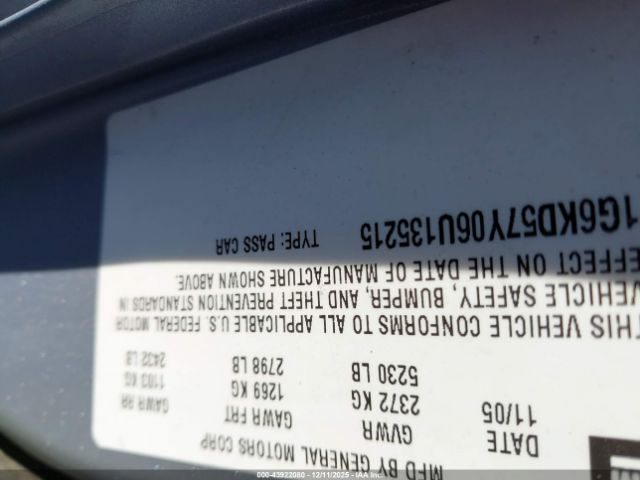 MFD BY GENERAL MOTORS CORP
DATE GVWR GAWR FRT GAWR RR
11/05 2372 KG 1269 KG 1103 KG
5230 LB 2798 LB 2432 LB
THIS VEHICLE CONFORMS TO ALL APPLICABLE U.S. FEDERAL MOTOR
VEHICLE SAFETY, BUMPER, AND THEFT PREVENTION STANDARDS IN
EFFECT ON THE DATE OF MANUFACTURE SHOWN ABOVE.
1G6KD57Y06U135215 TYPE: PASS CAR
000-43922080 - 12/11/2025 - IAAI.COM